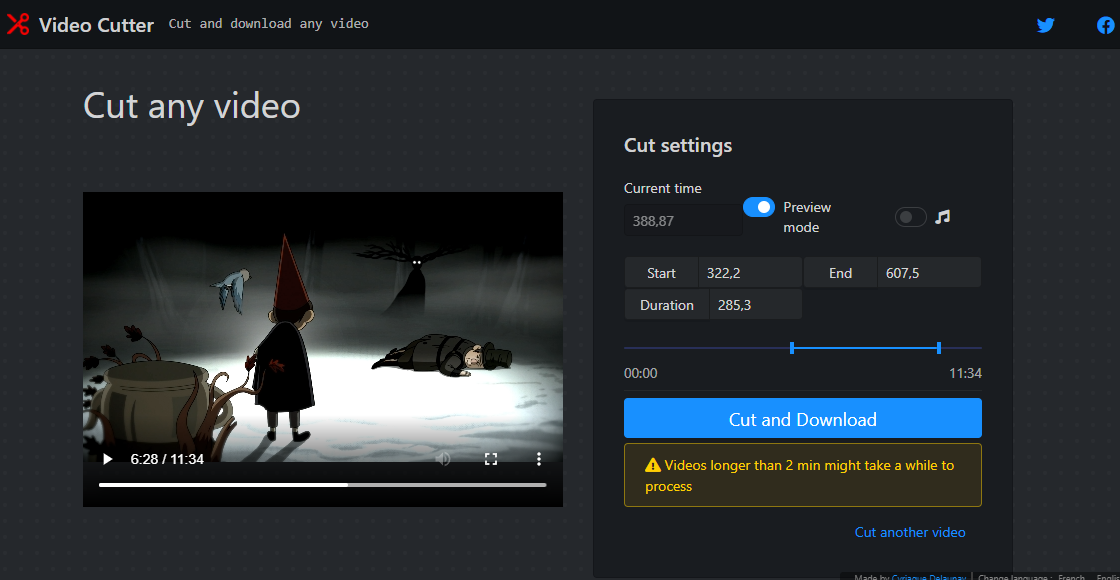 Video Cutter
Cut and download any video
Cut any video
6:28 / 11:34
Cut settings
Current time
388,87
Preview
mode
Start 322,2 End 607,5
Duration 285,3
00:00 11:34
Cut and Download
Videos longer than 2 min might take a while to
process
Cut another video
Made by Cyriaque Delaunay | Change language : French